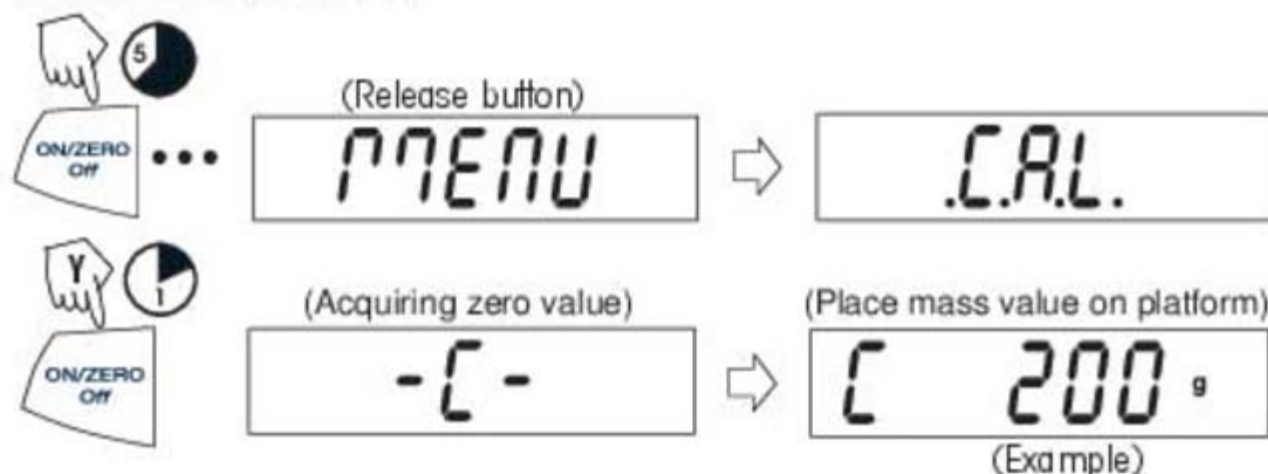 5
(Release button)
ON/ZERO
Off
MENU
.C.A.L.
Y
1
(Acquiring zero value)
(Place mass value on platform)
ON/ZERO
Off
-C-
C 200 g
(Example)